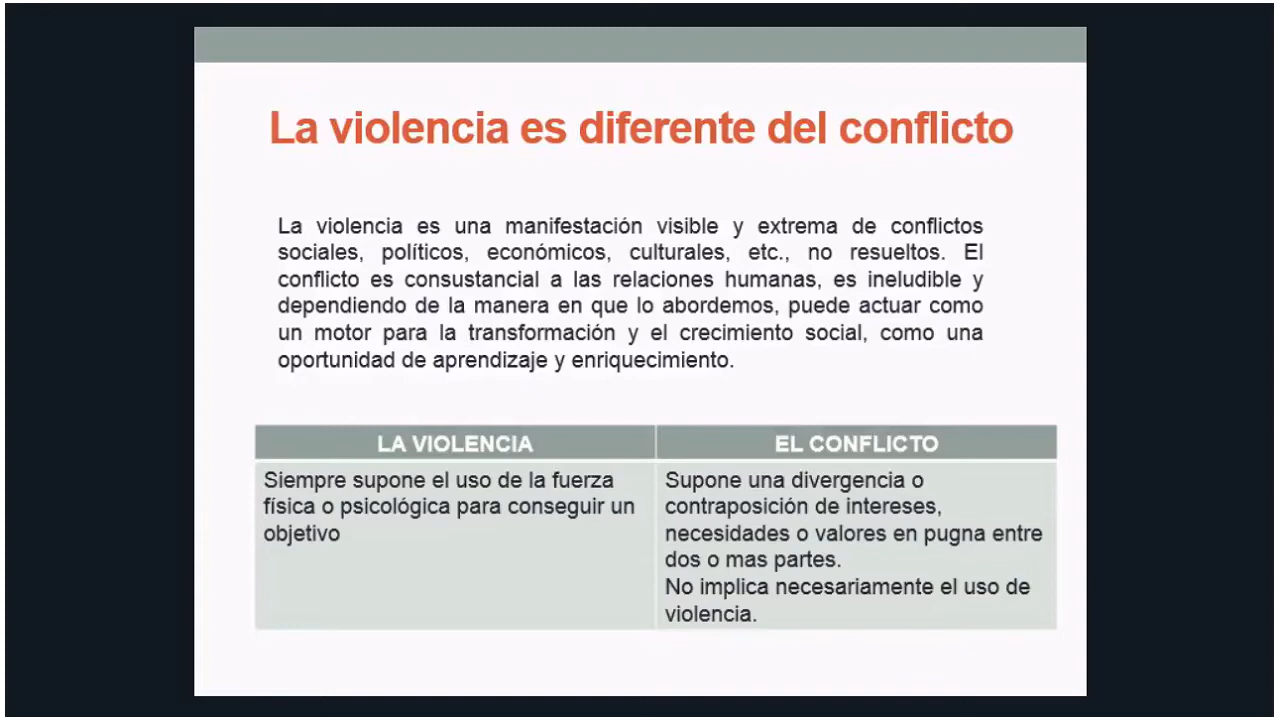 La violencia es diferente del conflicto
La violencia es una manifestación visible y extrema de conflictos
sociales, políticos, económicos, culturales, etc., no resueltos. El
conflicto es consustancial a las relaciones humanas, es ineludible y
dependiendo de la manera en que lo abordemos, puede actuar como
un motor para la transformación y el crecimiento social, como una
oportunidad de aprendizaje y enriquecimiento.
LA VIOLENCIA
Siempre supone el uso de la fuerza
física o psicológica para conseguir un
objetivo
EL CONFLICTO
Supone una divergencia o
contraposición de intereses,
necesidades o valores en pugna entre
dos o mas partes.
No implica necesariamente el uso de
violencia.